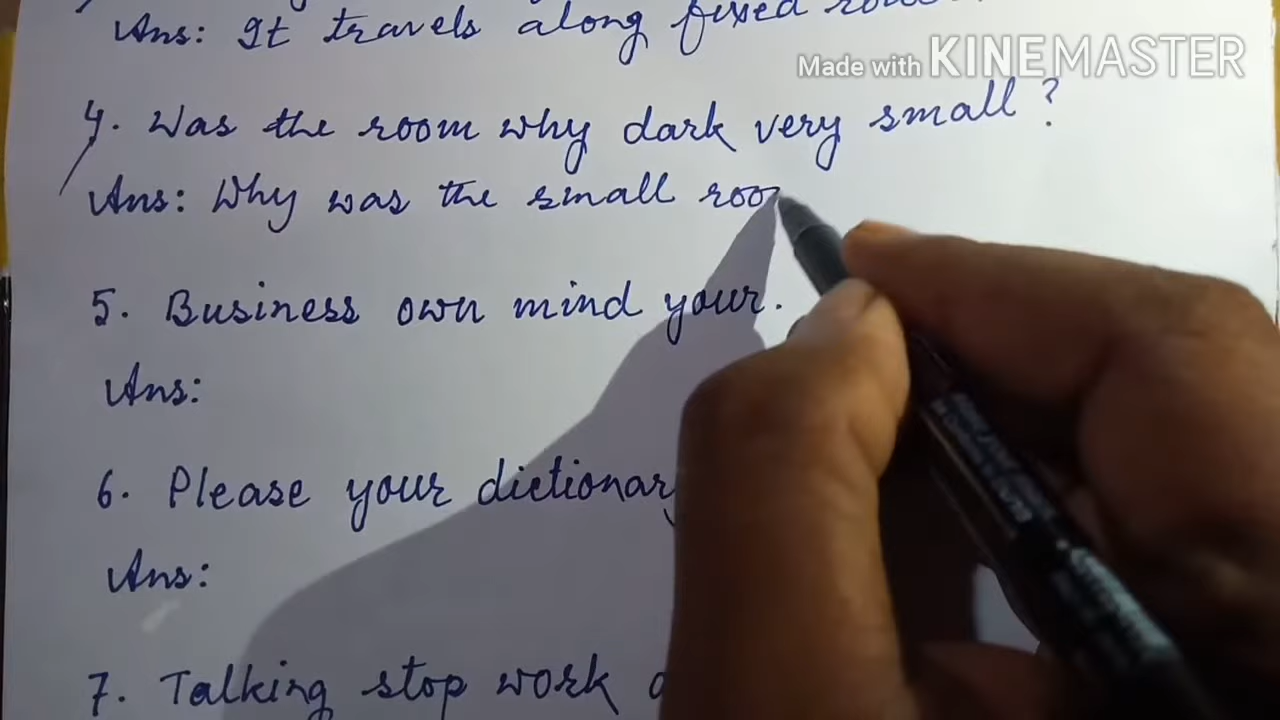 Ans: It travels along fixed
Made with KINEMASTER
4. Was the room why dark very small?
Ans: Why was the small roo
5. Business own mind your.
Ans:
6. Please your dictionary
Ans:
7. Talking stop work